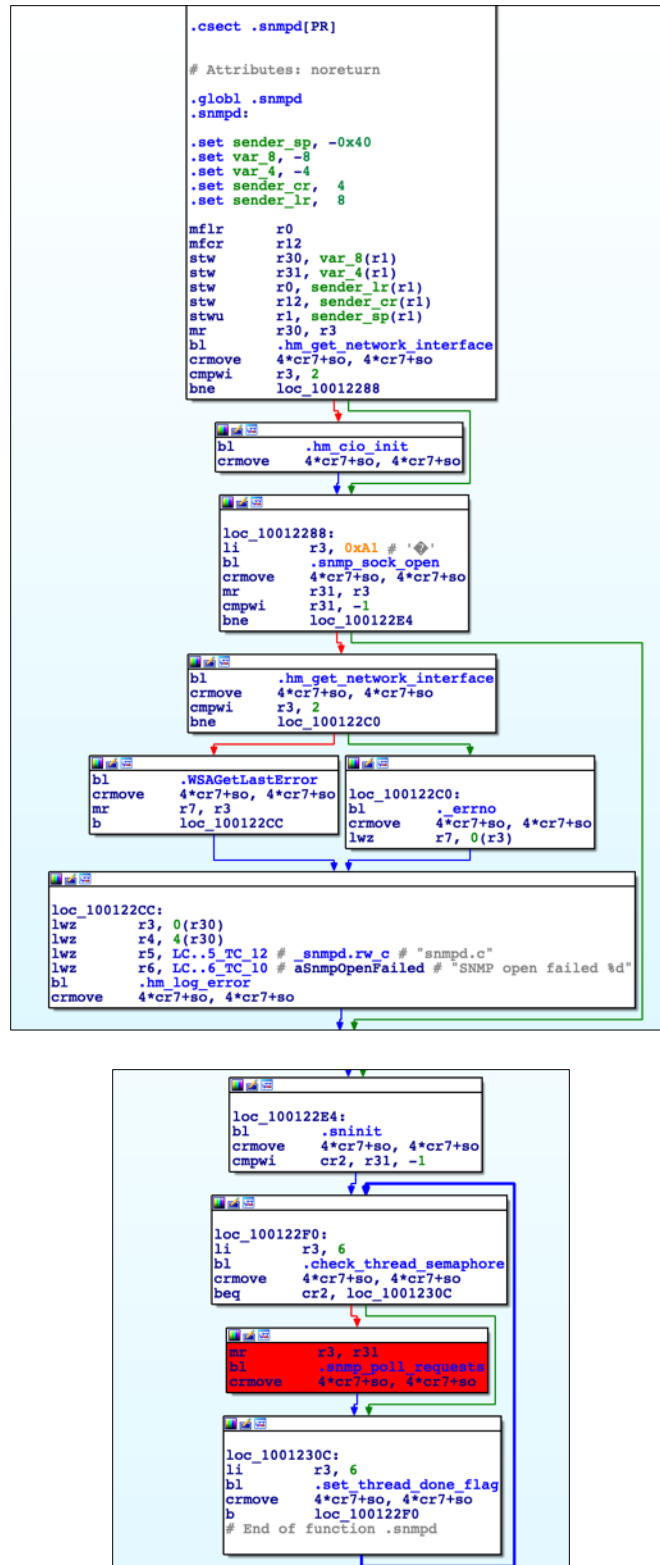 .csect .snmpd[PR]
# Attributes: noreturn
.globl .snmpd
.snmpd:
.set sender_sp, -0x40
.set var_8, -8
.set var_4, -4
.set sender_cr,  4
.set sender_lr,  8
mflr r0
mfcr r12
stw r30, var_8(r1)
stw r31, var_4(r1)
stw r0, sender_lr(r1)
stw r12, sender_cr(r1)
stwu r1, sender_sp(r1)
mr r30, r3
bl .hm_get_network_interface
crmove 4*cr7+so, 4*cr7+so
cmpwi r3, 2
bne loc_10012288
bl .hm_cio_init
crmove 4*cr7+so, 4*cr7+so
loc_10012288:
li r3, 0xA1 # '�'
bl .snmp_sock_open
crmove 4*cr7+so, 4*cr7+so
mr r31, r3
cmpwi r31, -1
bne loc_100122E4
bl .hm_get_network_interface
crmove 4*cr7+so, 4*cr7+so
cmpwi r3, 2
bne loc_100122C0
bl .WSAGetLastError
crmove 4*cr7+so, 4*cr7+so
mr r7, r3
b loc_100122CC
loc_100122C0:
bl ._errno
crmove 4*cr7+so, 4*cr7+so
lwz r7, 0(r3)
loc_100122CC:
lwz r3, 0(r30)
lwz r4, 4(r30)
lwz r5, LC..5_TC_12 # _snmpd.rw_c # "snmpd.c"
lwz r6, LC..6_TC_10 # aSnmpOpenFailed # "SNMP open failed %d"
bl .hm_log_error
crmove 4*cr7+so, 4*cr7+so
loc_100122E4:
bl .sninit
crmove 4*cr7+so, 4*cr7+so
cmpwi cr2, r31, -1
loc_100122F0:
li r3, 6
bl .check_thread_semaphore
crmove 4*cr7+so, 4*cr7+so
beq cr2, loc_1001230C
mr r3, r31
bl .snmp_poll_requests
crmove 4*cr7+so, 4*cr7+so
loc_1001230C:
li r3, 6
bl .set_thread_done_flag
crmove 4*cr7+so, 4*cr7+so
b loc_100122F0
# End of function .snmpd